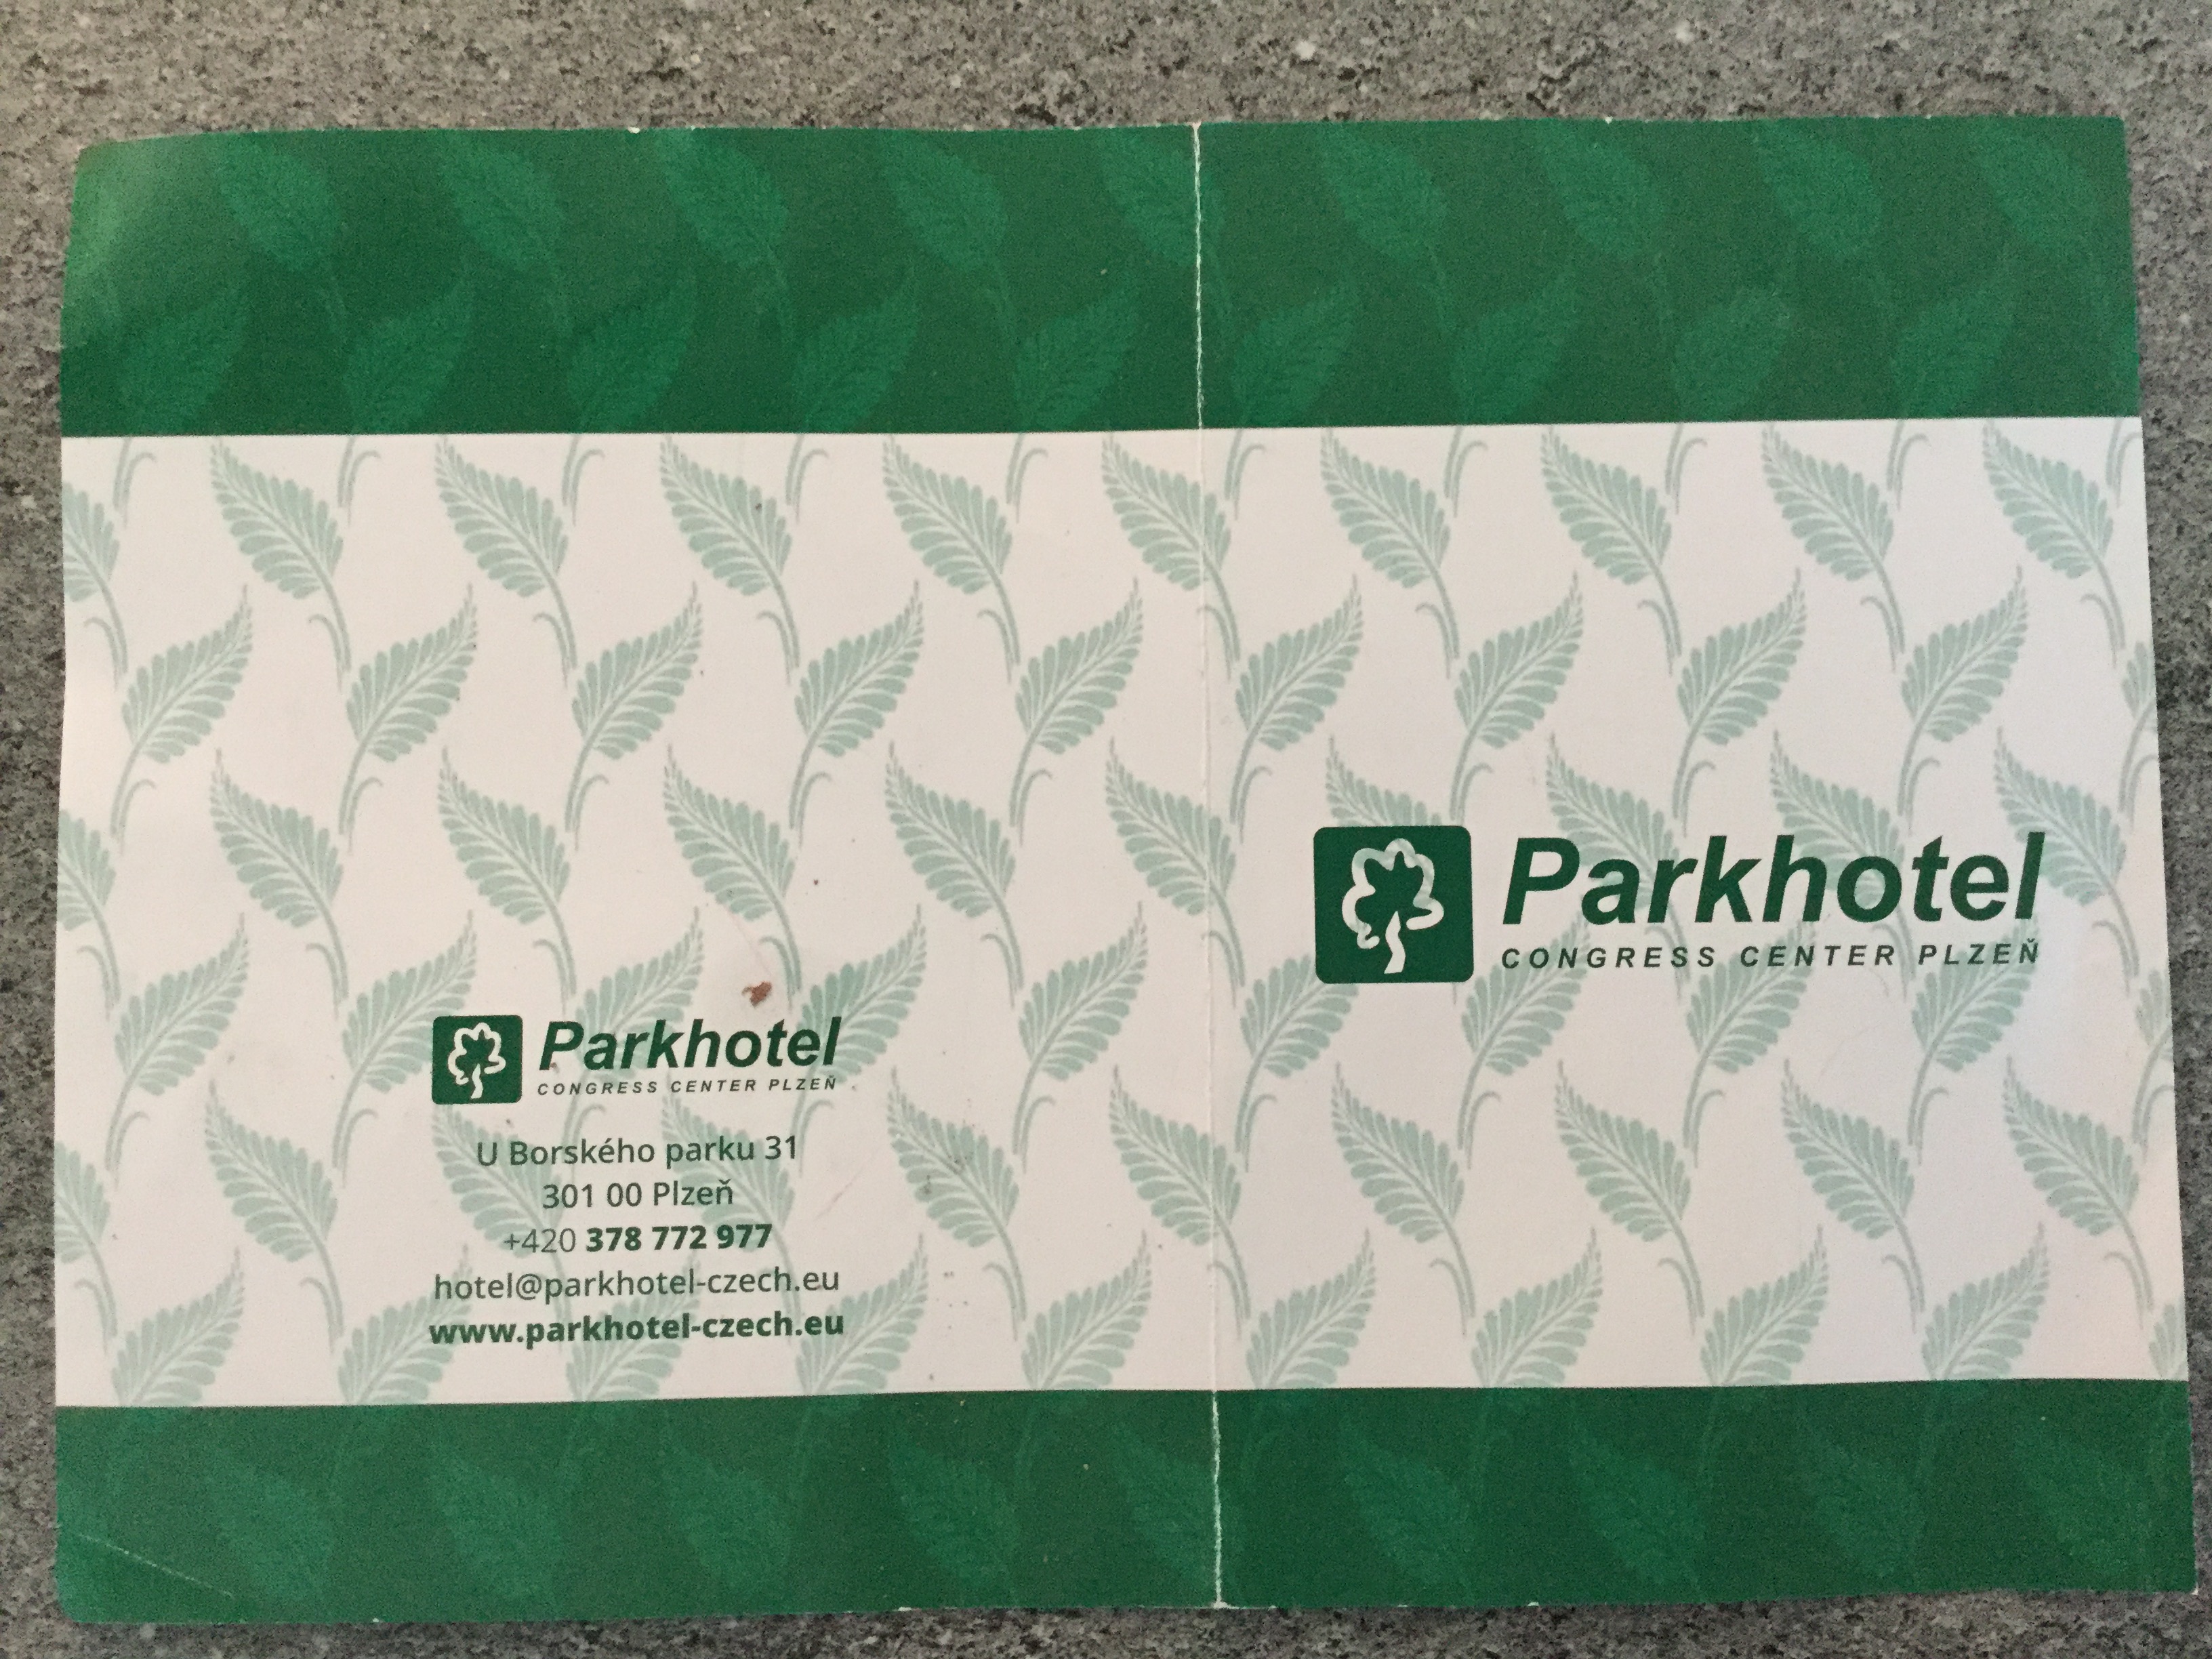 Parkhotel
CONGRESS CENTER PLZEŇ
U Borského parku 31
301 00 Plzeň
+420 378 772 977
hotel@parkhotel-czech.eu
www.parkhotel-czech.eu
Parkhotel
CONGRESS CENTER PLZEŇ